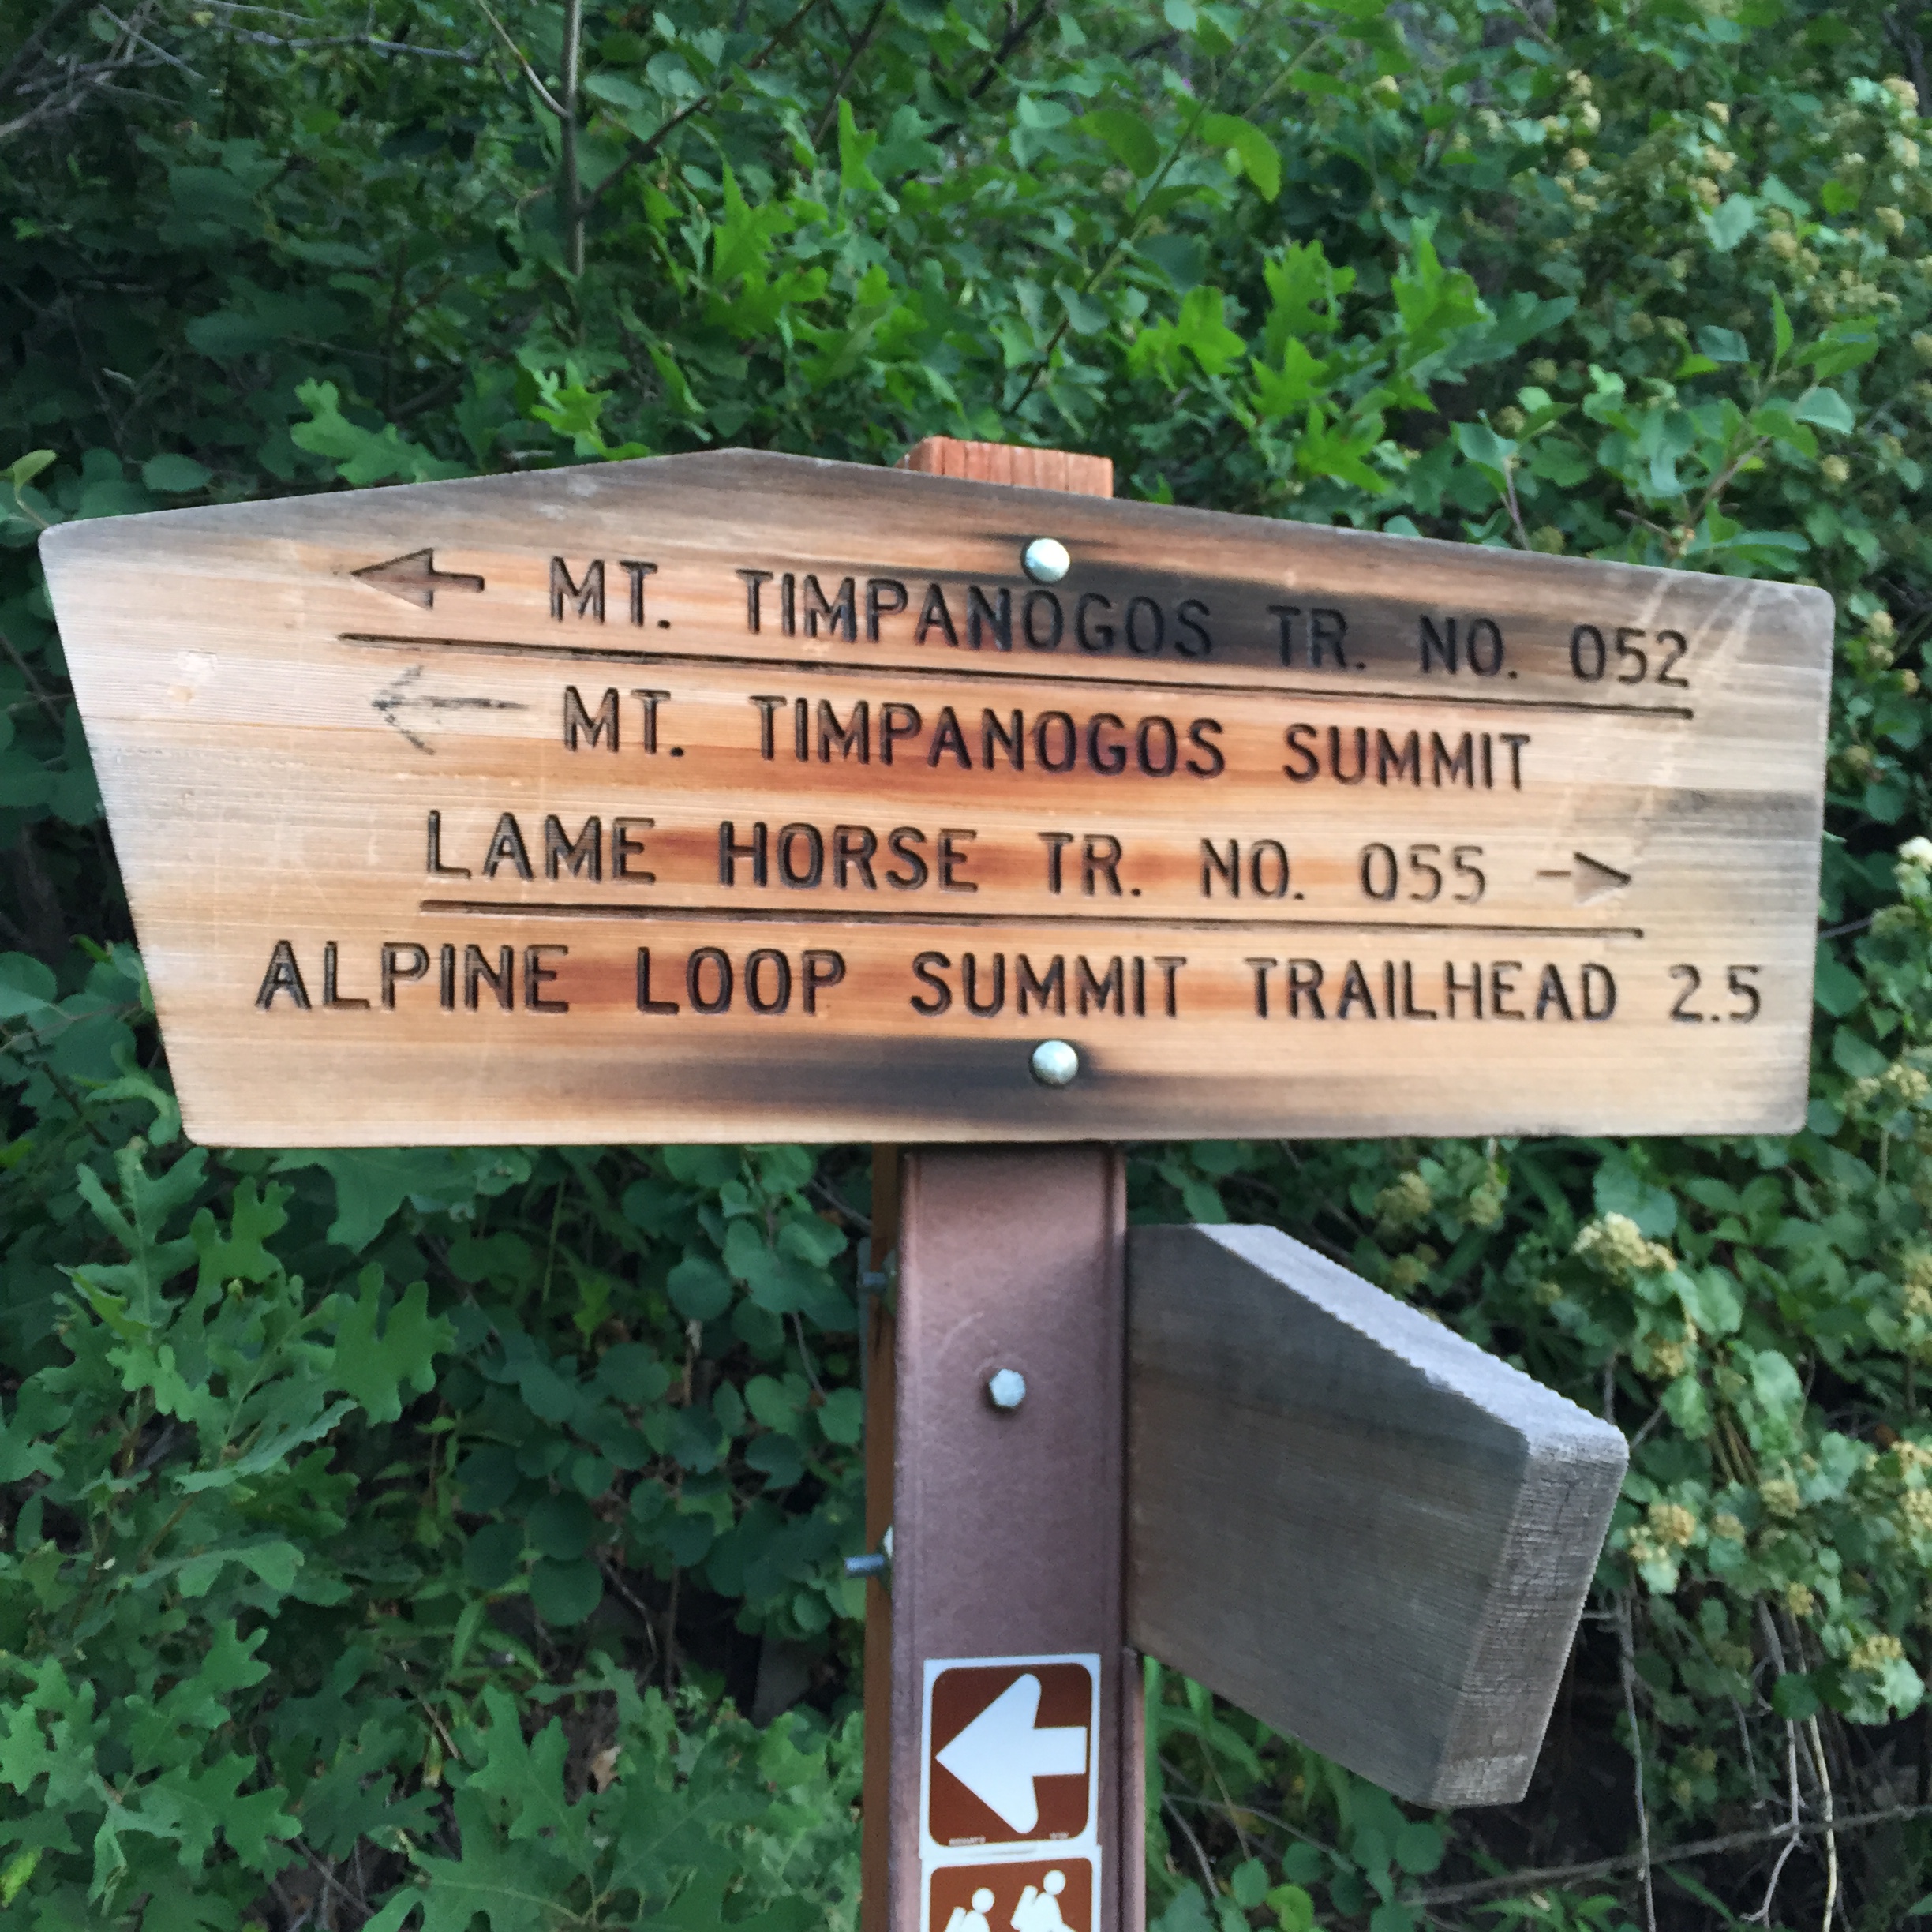 MT. TIMPANOGOS TR. NO. 052
MT. TIMPANOGOS SUMMIT
LAME HORSE TR. NO. 055
ALPINE LOOP SUMMIT TRAILHEAD 2.5